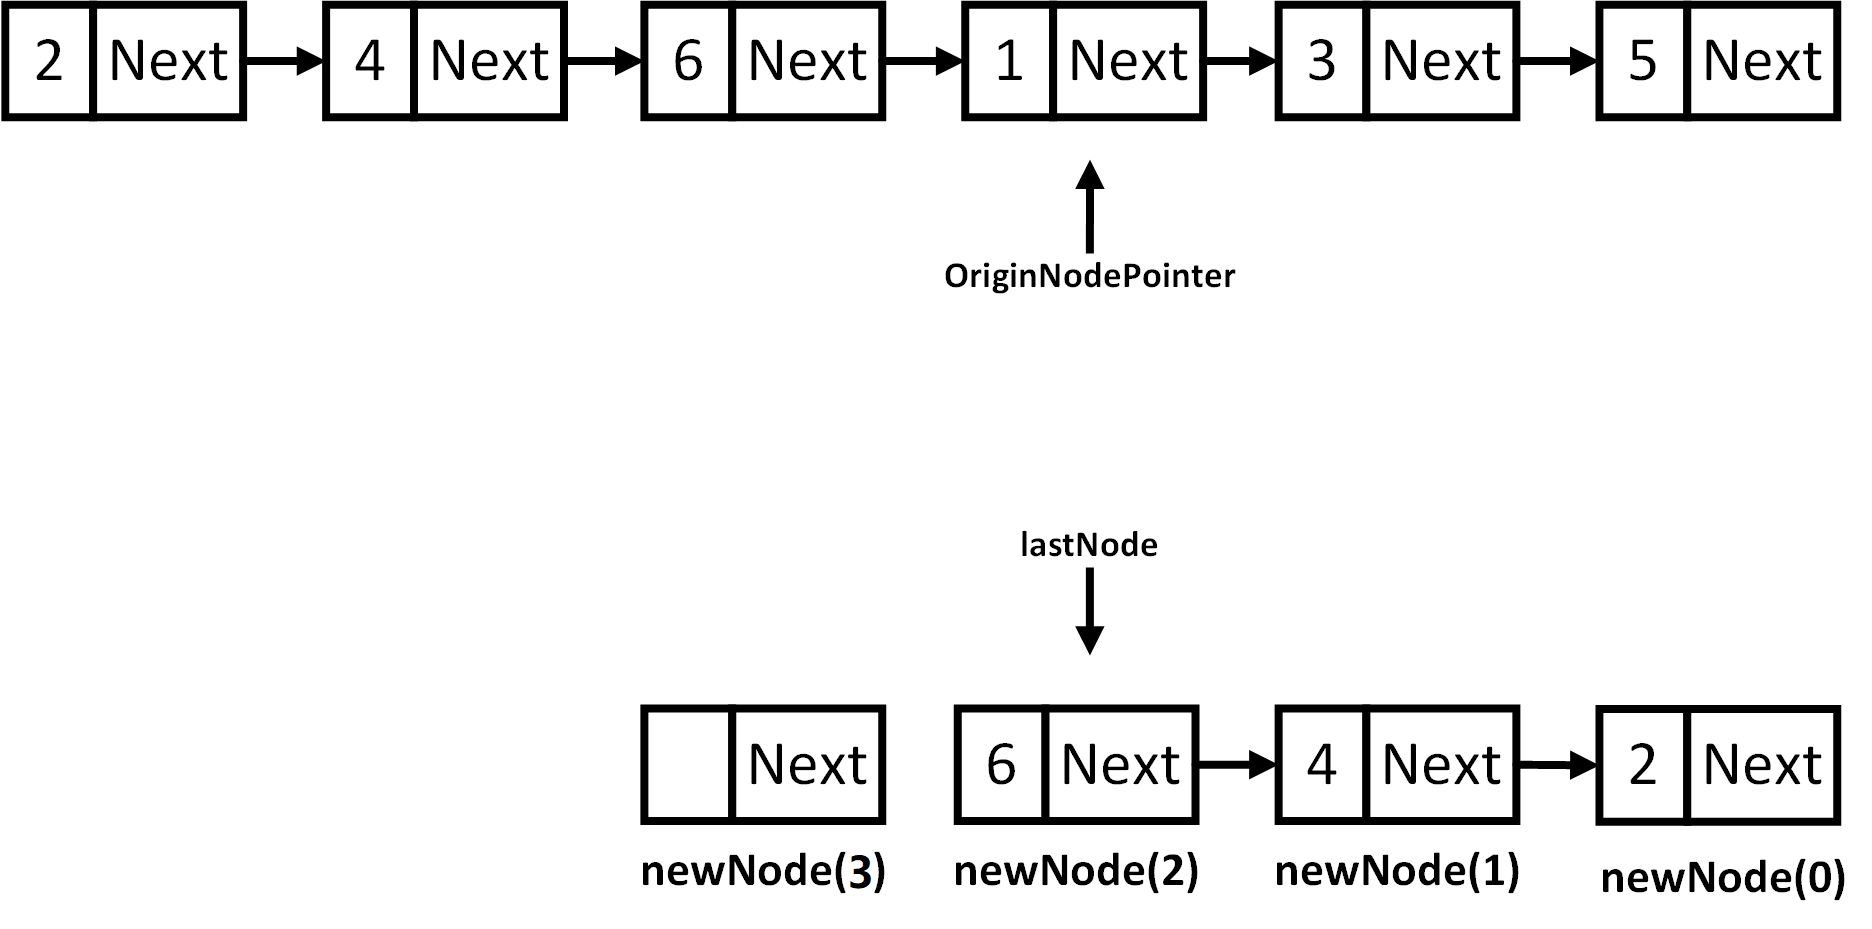 2 Next 4 Next 6 Next 1 Next 3 Next 5 Next
OriginNodePointer
lastNode
Next 6 Next 4 Next 2 Next
newNode(3) newNode(2) newNode(1) newNode(0)